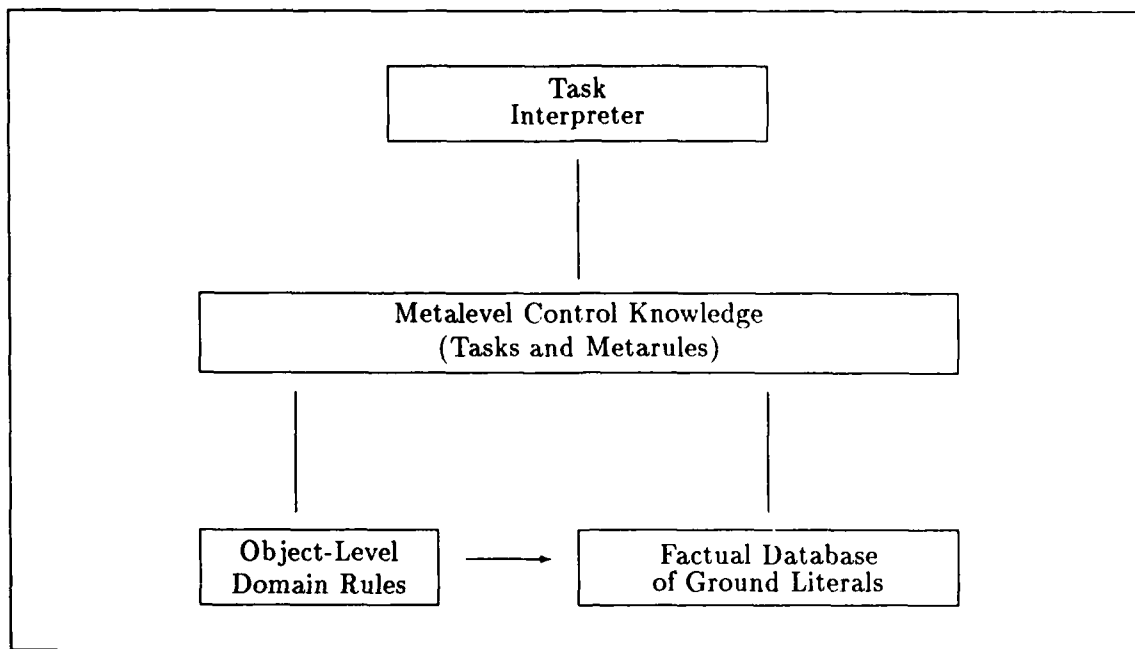 Task
Interpreter
Metalevel Control Knowledge
(Tasks and Metarules)
Object-Level
Domain Rules
Factual Database
of Ground Literals